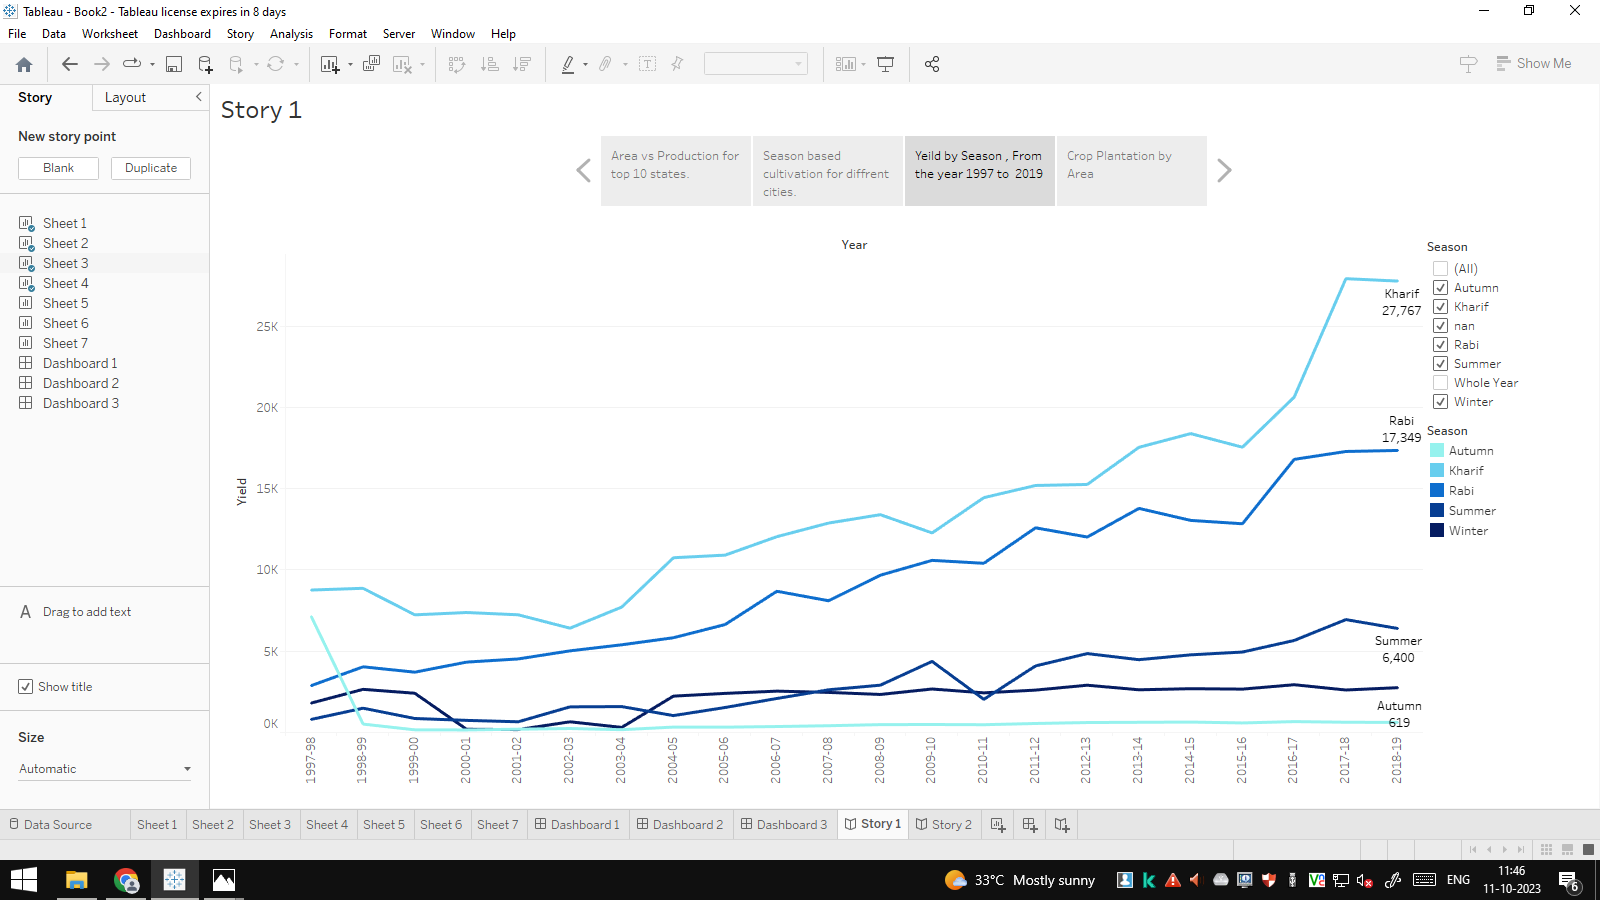 Tableau - Book2 - Tableau license expires in 8 days
File Data Worksheet Dashboard Story Analysis Format Server Window Help
Show Me
Story Layout
New story point
Blank Duplicate
Sheet 1
Sheet 2
Sheet 3
Sheet 4
Sheet 5
Sheet 6
Sheet 7
Dashboard 1
Dashboard 2
Dashboard 3
A Drag to add text
Show title
Size
Automatic
Story 1
Area vs Production for
top 10 states.
Season based
cultivation for diffrent
cities.
Yeild by Season , From
the year 1997 to 2019
Crop Plantation by
Area
Year
Yield
25K
20K
15K
10K
5K
0K
Kharif
27,767
Rabi
17,349
Summer
6,400
Autumn
619
1997-98
1998-99
1999-00
2000-01
2001-02
2002-03
2003-04
2004-05
2005-06
2006-07
2007-08
2008-09
2009-10
2010-11
2011-12
2012-13
2013-14
2014-15
2015-16
2016-17
2017-18
2018-19
Season
(All)
Autumn
Kharif
nan
Rabi
Summer
Whole Year
Winter
Season
Autumn
Kharif
Rabi
Summer
Winter
Data Source Sheet 1 Sheet 2 Sheet 3 Sheet 4 Sheet 5 Sheet 6 Sheet 7 Dashboard 1 Dashboard 2 Dashboard 3 Story 1 Story 2
33°C Mostly sunny
ENG
11:46
11-10-2023
6